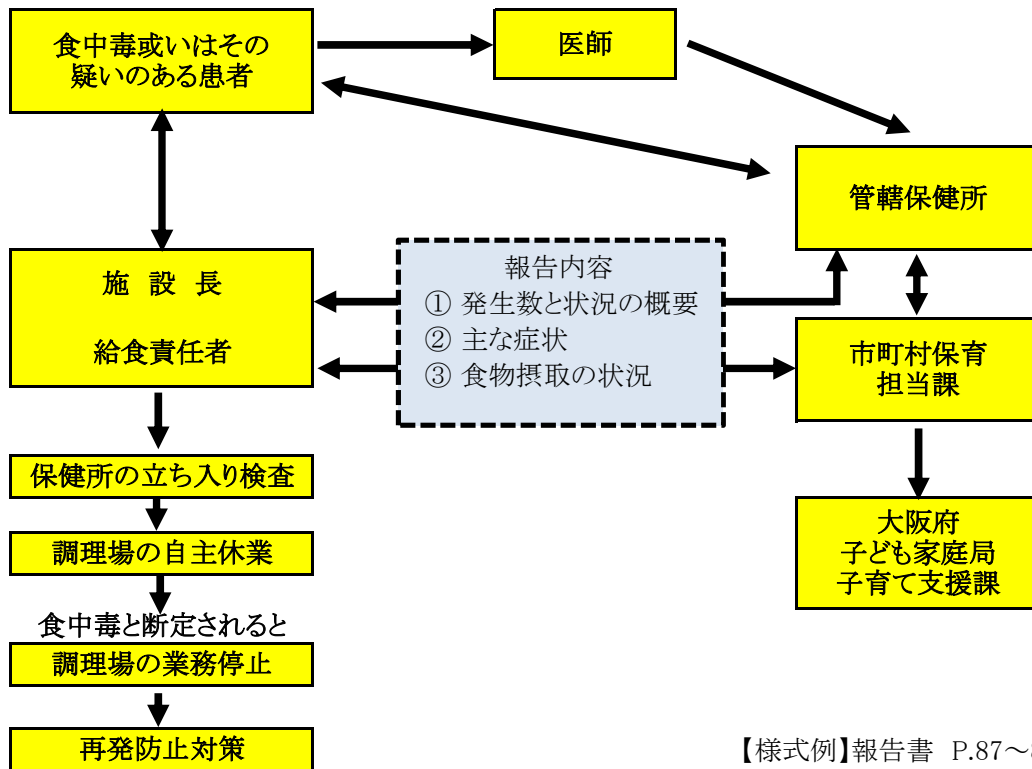 食中毒或いはその
疑いのある患者
医師
管轄保健所
施 設 長
給食責任者
報告内容
① 発生数と状況の概要
② 主な症状
③ 食物摂取の状況
市町村保育
担当課
保健所の立ち入り検査
調理場の自主休業
食中毒と断定されると
調理場の業務停止
再発防止対策
大阪府
子ども家庭局
子育て支援課
【様式例】報告書 P.87～